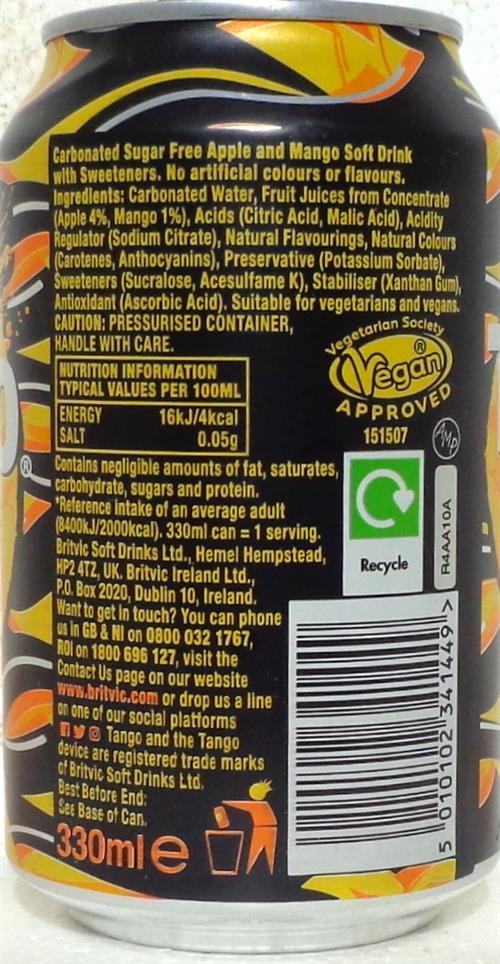 Carbonated Sugar Free Apple and Mango Soft Drink
with Sweeteners. No artificial colours or flavours.
Ingredients: Carbonated Water, Fruit Juices from Concentrate
(Apple 4%, Mango 1%), Acids (Citric Acid, Malic Acid), Acidity
Regulator (Sodium Citrate), Natural Flavourings, Natural Colours
(Carotenes, Anthocyanins), Preservative (Potassium Sorbate),
Sweeteners (Sucralose, Acesulfame K), Stabiliser (Xanthan Gum),
Antioxidant (Ascorbic Acid). Suitable for vegetarians and vegans.
CAUTION: PRESSURISED CONTAINER,
HANDLE WITH CARE.
NUTRITION INFORMATION
TYPICAL VALUES PER 100ML
ENERGY 16kJ/4kcal
SALT 0.05g
Contains negligible amounts of fat, saturates,
carbohydrate, sugars and protein.
*Reference intake of an average adult
(8400kJ/2000kcal). 330ml can = 1 serving.
Britvic Soft Drinks Ltd., Hemel Hempstead,
HP2 4TZ, UK. Britvic Ireland Ltd.,
P.O. Box 2020, Dublin 10, Ireland.
Want to get in touch? You can phone
us in GB & NI on 0800 032 1767,
ROI on 1800 696 127, visit the
Contact Us page on our website
www.britvic.com or drop us a line
on one of our social platforms
Tango and the Tango
device are registered trade marks
of Britvic Soft Drinks Ltd.
Best Before End:
See Base of Can.
330ml e
Vegetarian Society
Vegan®
APPROVED
151507
AMP
Recycle
R4AA10A
5 010102 341449 >
®